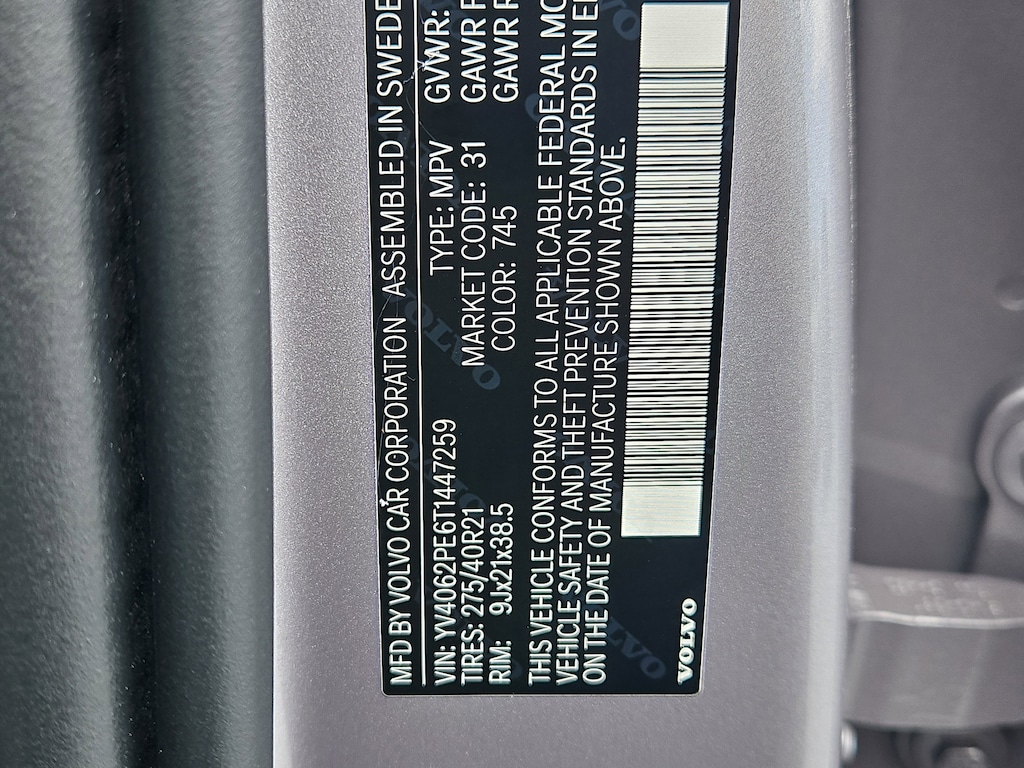 MFD BY VOLVO CAR CORPORATION ASSEMBLED IN SWEDE
VIN: YV4062PE6T1447259 TYPE: MPV GVWR:
TIRES: 275/40R21 MARKET CODE: 31 GAWR F
RIM: 9Jx21x38.5 COLOR: 745 GAWR R
THIS VEHICLE CONFORMS TO ALL APPLICABLE FEDERAL MO
VEHICLE SAFETY AND THEFT PREVENTION STANDARDS IN E
ON THE DATE OF MANUFACTURE SHOWN ABOVE.
VOLVO